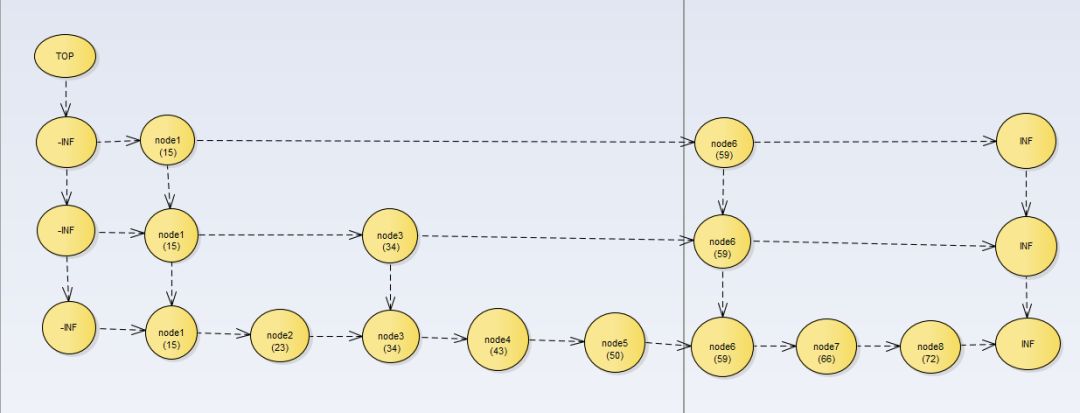 TOP
-INF
node1
(15)
node6
(59)
INF
-INF
node1
(15)
node3
(34)
node6
(59)
INF
-INF
node1
(15)
node2
(23)
node3
(34)
node4
(43)
node5
(50)
node6
(59)
node7
(66)
node8
(72)
INF